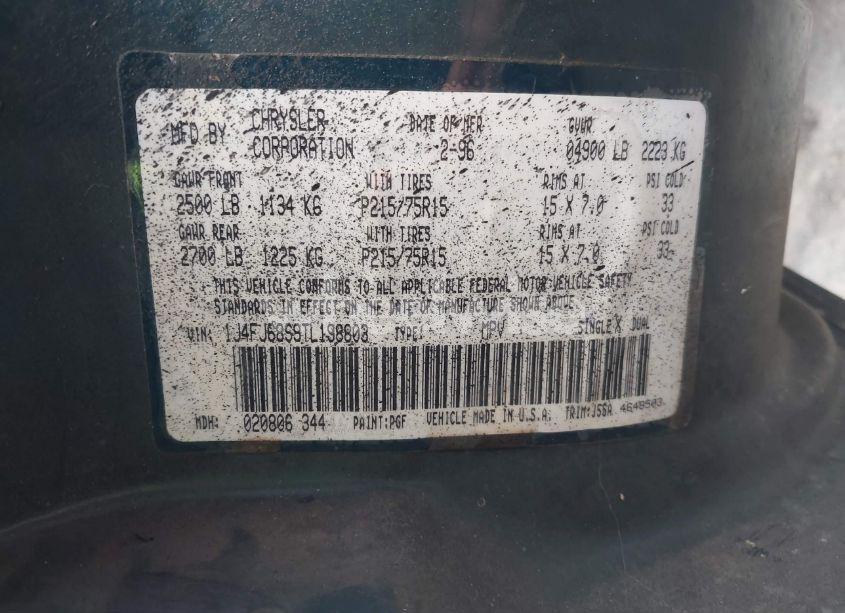 MFD BY CHRYSLER CORPORATION DATE OF MFR 2-96 GVWR 04900 LB 2223 KG
GAWR FRONT WITH TIRES RIMS AT PSI COLD
2500 LB 1134 KG P215/75R15 15 X 7.0 33
GAWR REAR WITH TIRES RIMS AT PSI COLD
2700 LB 1225 KG P215/75R15 15 X 7.0 33
THIS VEHICLE CONFORMS TO ALL APPLICABLE FEDERAL MOTOR VEHICLE SAFETY
STANDARDS IN EFFECT ON THE DATE OF MANUFACTURE SHOWN ABOVE
VIN: TYPE: MPV SINGLE X DUAL
MDH: 020806 344 PAINT:PGF VEHICLE MADE IN U.S.A. TRIM:JSSA 4648503